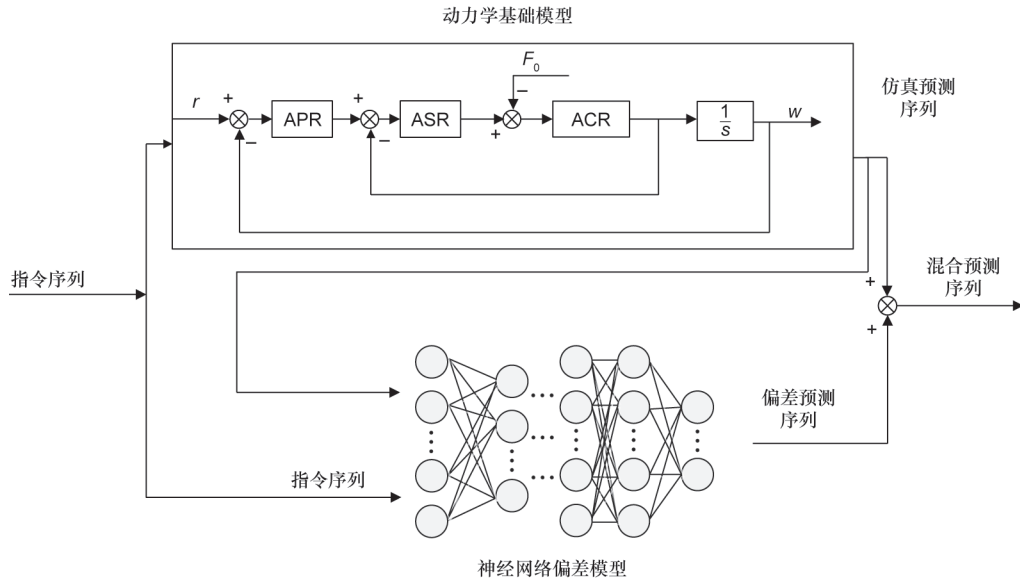 动力学基础模型
F₀
r
+
−
APR
+
−
ASR
+
−
ACR
1
s
w
仿真预测
序列
指令序列
混合预测
序列
+
+
偏差预测
序列
指令序列
神经网络偏差模型